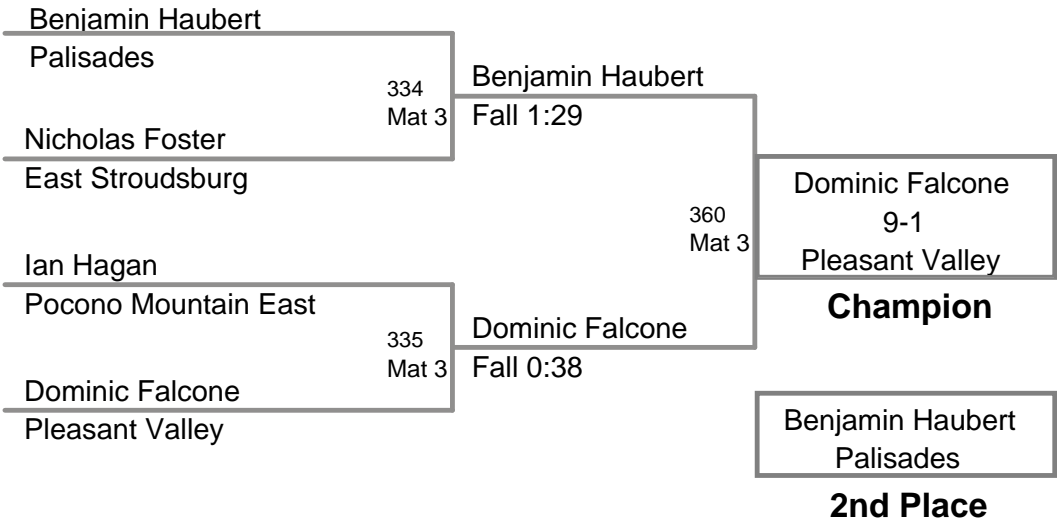 Benjamin Haubert
Palisades
334
Mat 3
Nicholas Foster
East Stroudsburg
Benjamin Haubert
Fall 1:29
Ian Hagan
Pocono Mountain East
335
Mat 3
Dominic Falcone
Pleasant Valley
Dominic Falcone
Fall 0:38
360
Mat 3
Dominic Falcone
9-1
Pleasant Valley
Champion
Benjamin Haubert
Palisades
2nd Place